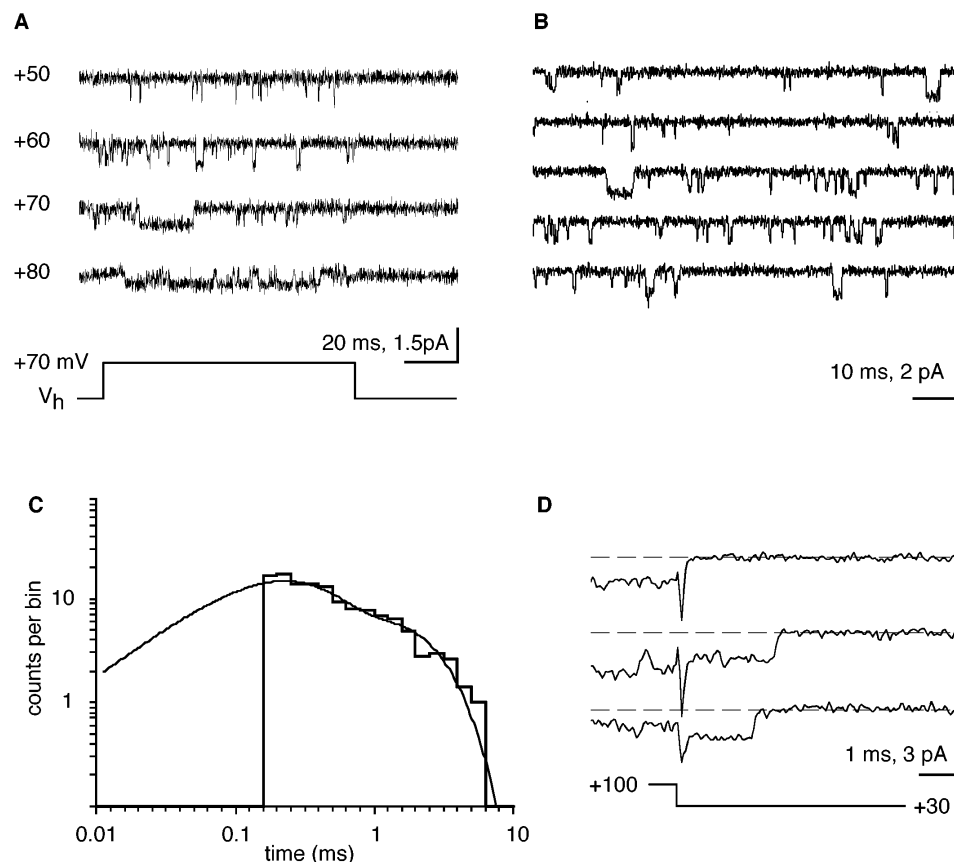 A
+50
+60
+70
+80
20 ms, 1.5pA
+70 mV
Vh
B
10 ms, 2 pA
C
counts per bin
10
1
0.01
0.1
1
10
time (ms)
D
1 ms, 3 pA
+100
+30